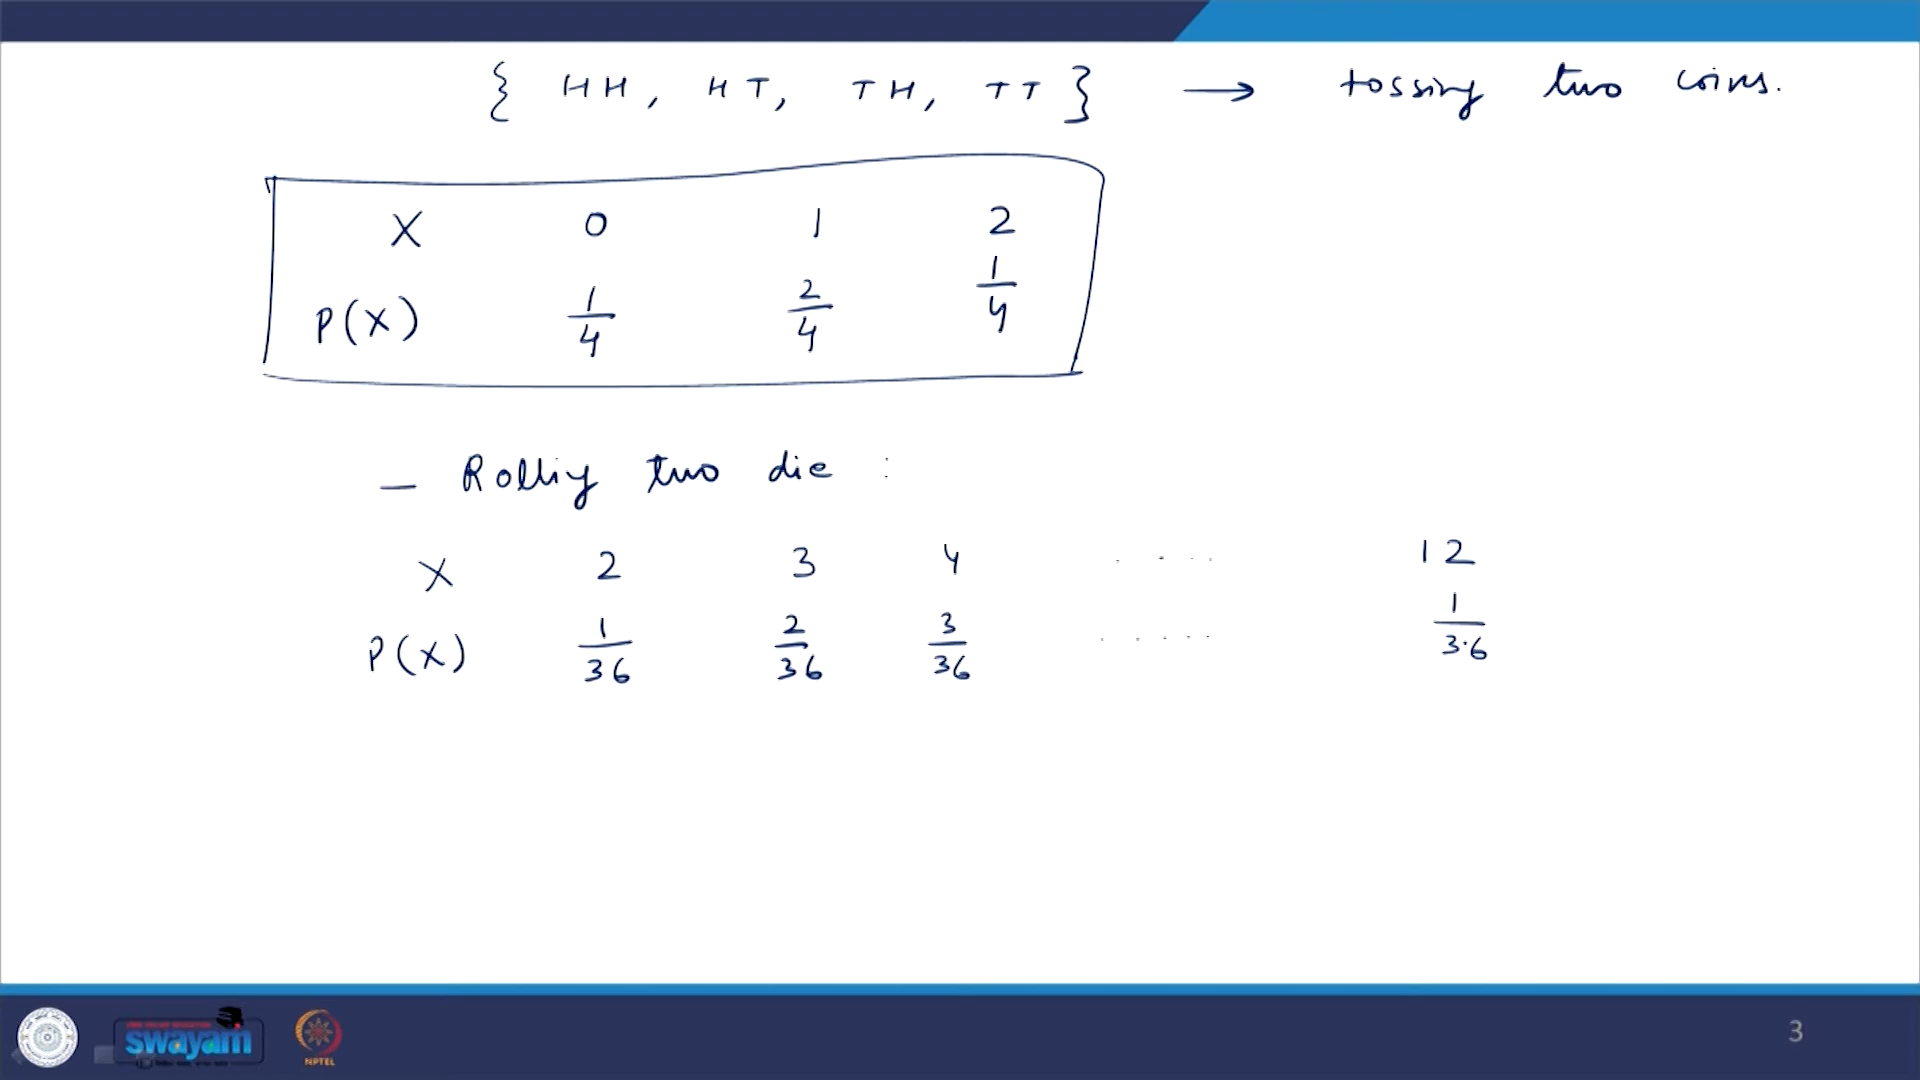 { HH, HT, TH, TT } → tossing two coins.
X 0 1 2
P(X) 1/4 2/4 1/4
— Rolling two die :
X 2 3 4 ..... 12
P(X) 1/36 2/36 3/36 ..... 1/36
swayam
NPTEL
3